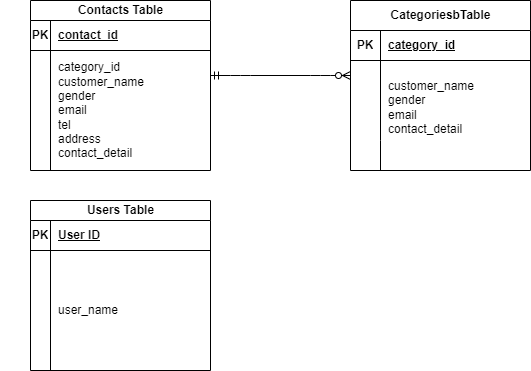 Contacts Table
PK contact_id
category_id
customer_name
gender
email
tel
address
contact_detail
CategoriesbTable
PK category_id
customer_name
gender
email
contact_detail
Users Table
PK User ID
user_name